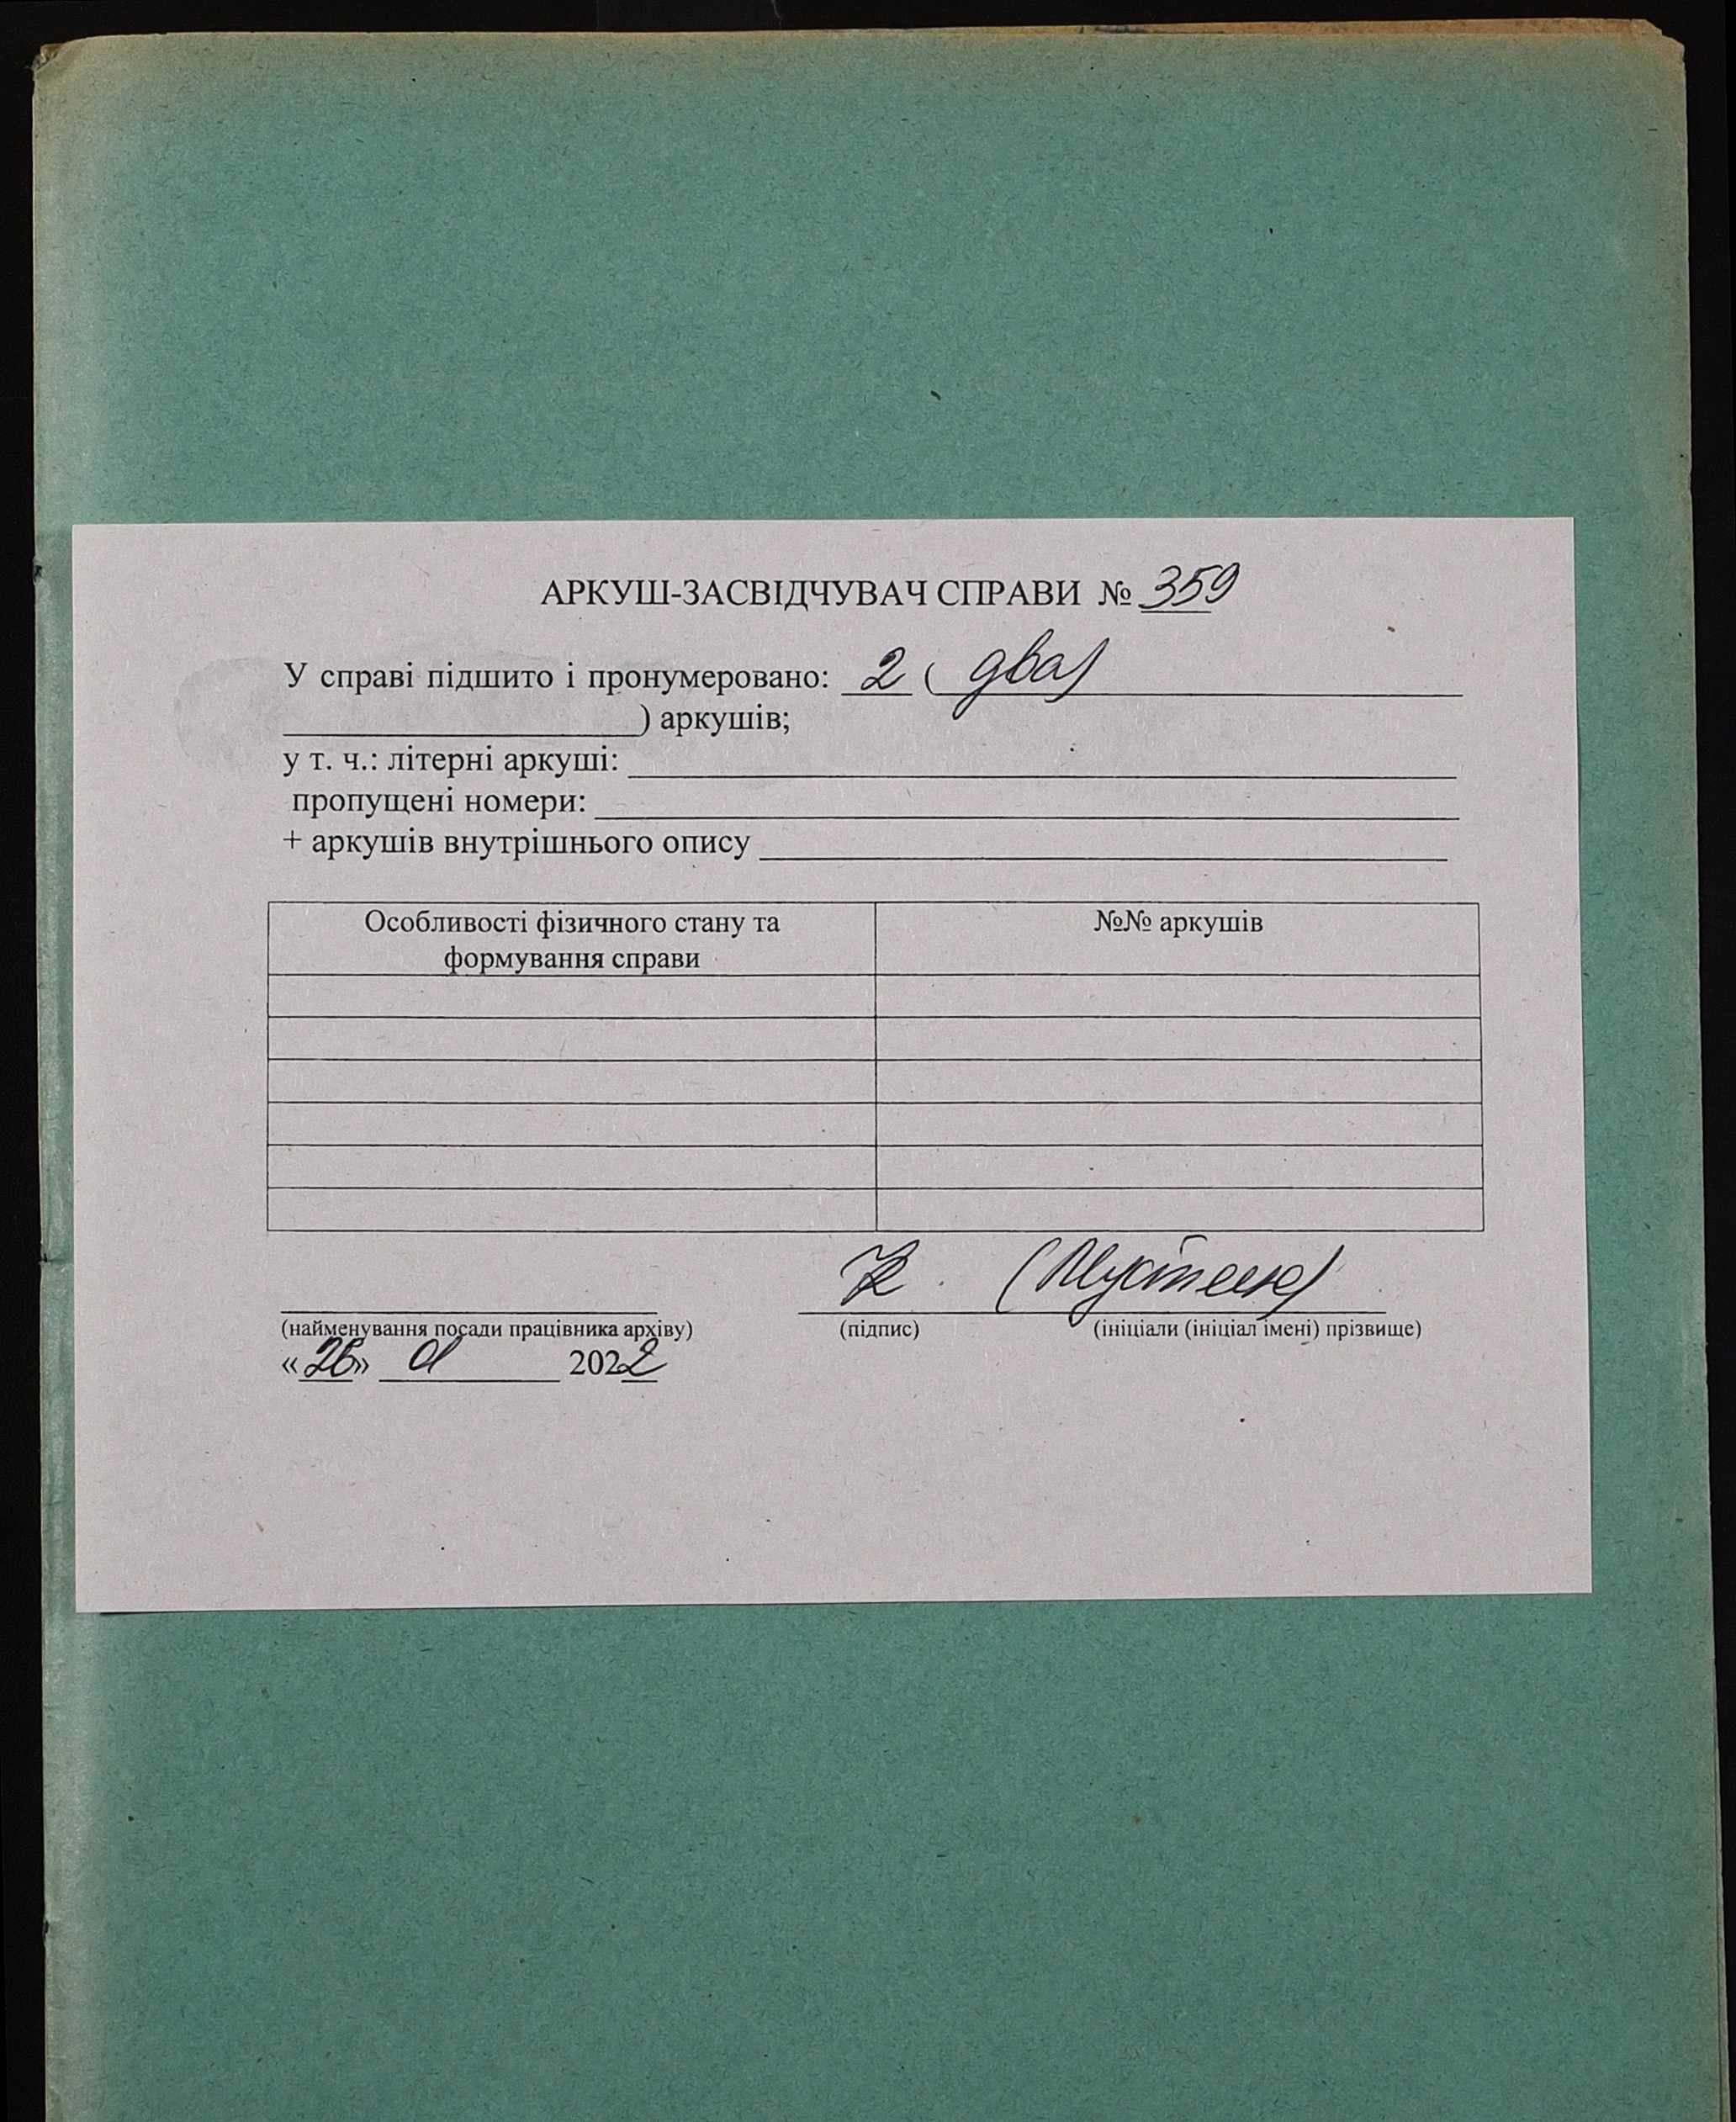 АРКУШ-ЗАСВІДЧУВАЧ СПРАВИ № 359
У справі підшито і пронумеровано: 2 ( два)
) аркушів;
у т. ч.: літерні аркуші:
пропущені номери:
+ аркушів внутрішнього опису
Особливості фізичного стану та №№ аркушів
формування справи
(найменування посади працівника архіву) (підпис) (ініціали (ініціал імені) прізвище)
«26» 01 2022